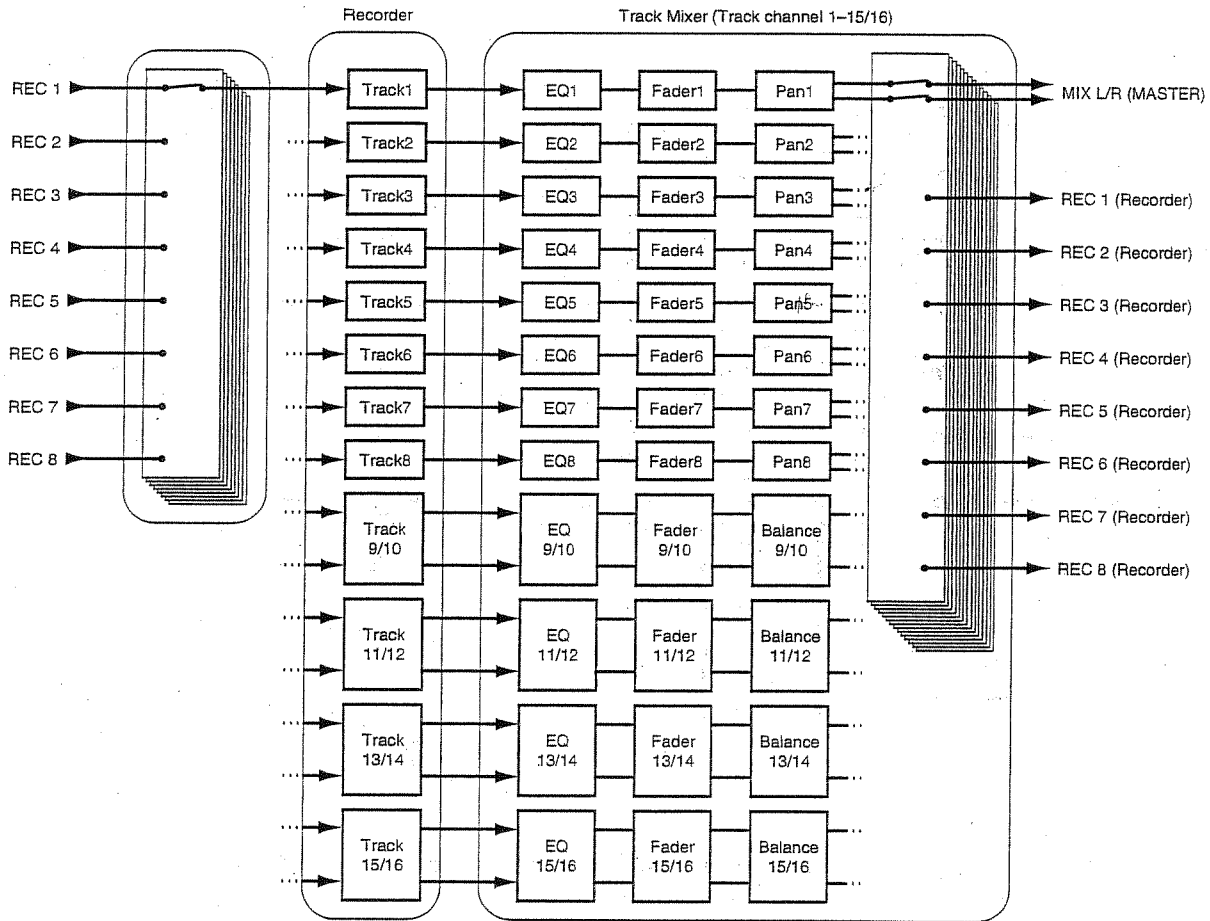 Recorder
Track Mixer (Track channel 1–15/16)
REC 1
Track1
EQ1
Fader1
Pan1
MIX L/R (MASTER)
REC 2
Track2
EQ2
Fader2
Pan2
REC 3
Track3
EQ3
Fader3
Pan3
REC 1 (Recorder)
REC 4
Track4
EQ4
Fader4
Pan4
REC 2 (Recorder)
REC 5
Track5
EQ5
Fader5
Pan5
REC 3 (Recorder)
REC 6
Track6
EQ6
Fader6
Pan6
REC 4 (Recorder)
REC 7
Track7
EQ7
Fader7
Pan7
REC 5 (Recorder)
REC 8
Track8
EQ8
Fader8
Pan8
REC 6 (Recorder)
Track
9/10
EQ
9/10
Fader
9/10
Balance
9/10
REC 7 (Recorder)
REC 8 (Recorder)
Track
11/12
EQ
11/12
Fader
11/12
Balance
11/12
Track
13/14
EQ
13/14
Fader
13/14
Balance
13/14
Track
15/16
EQ
15/16
Fader
15/16
Balance
15/16